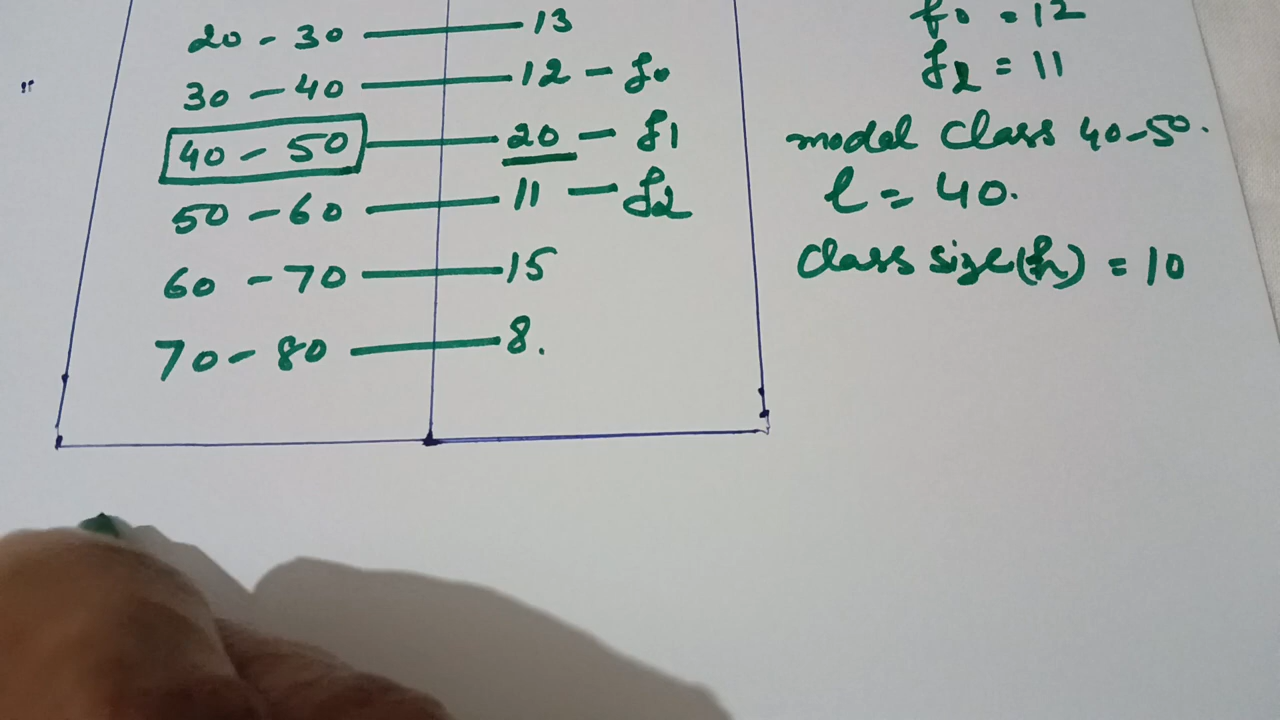 20 - 30 — 13
30 - 40 — 12 - f₀
40 - 50 — 20 - f₁
50 - 60 — 11 - f₂
60 - 70 — 15
70 - 80 — 8.
f₀ = 12
f₂ = 11
modal Class 40-50.
l = 40.
Class size(h) = 10